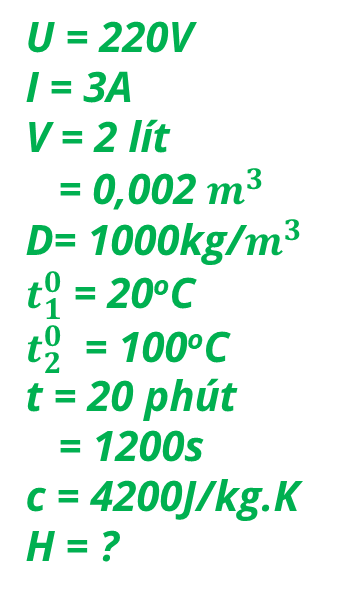 U = 220V
I = 3A
V = 2 lít
= 0,002 m³
D= 1000kg/m³
t₁⁰ = 20ᵒC
t₂⁰ = 100ᵒC
t = 20 phút
= 1200s
c = 4200J/kg.K
H = ?